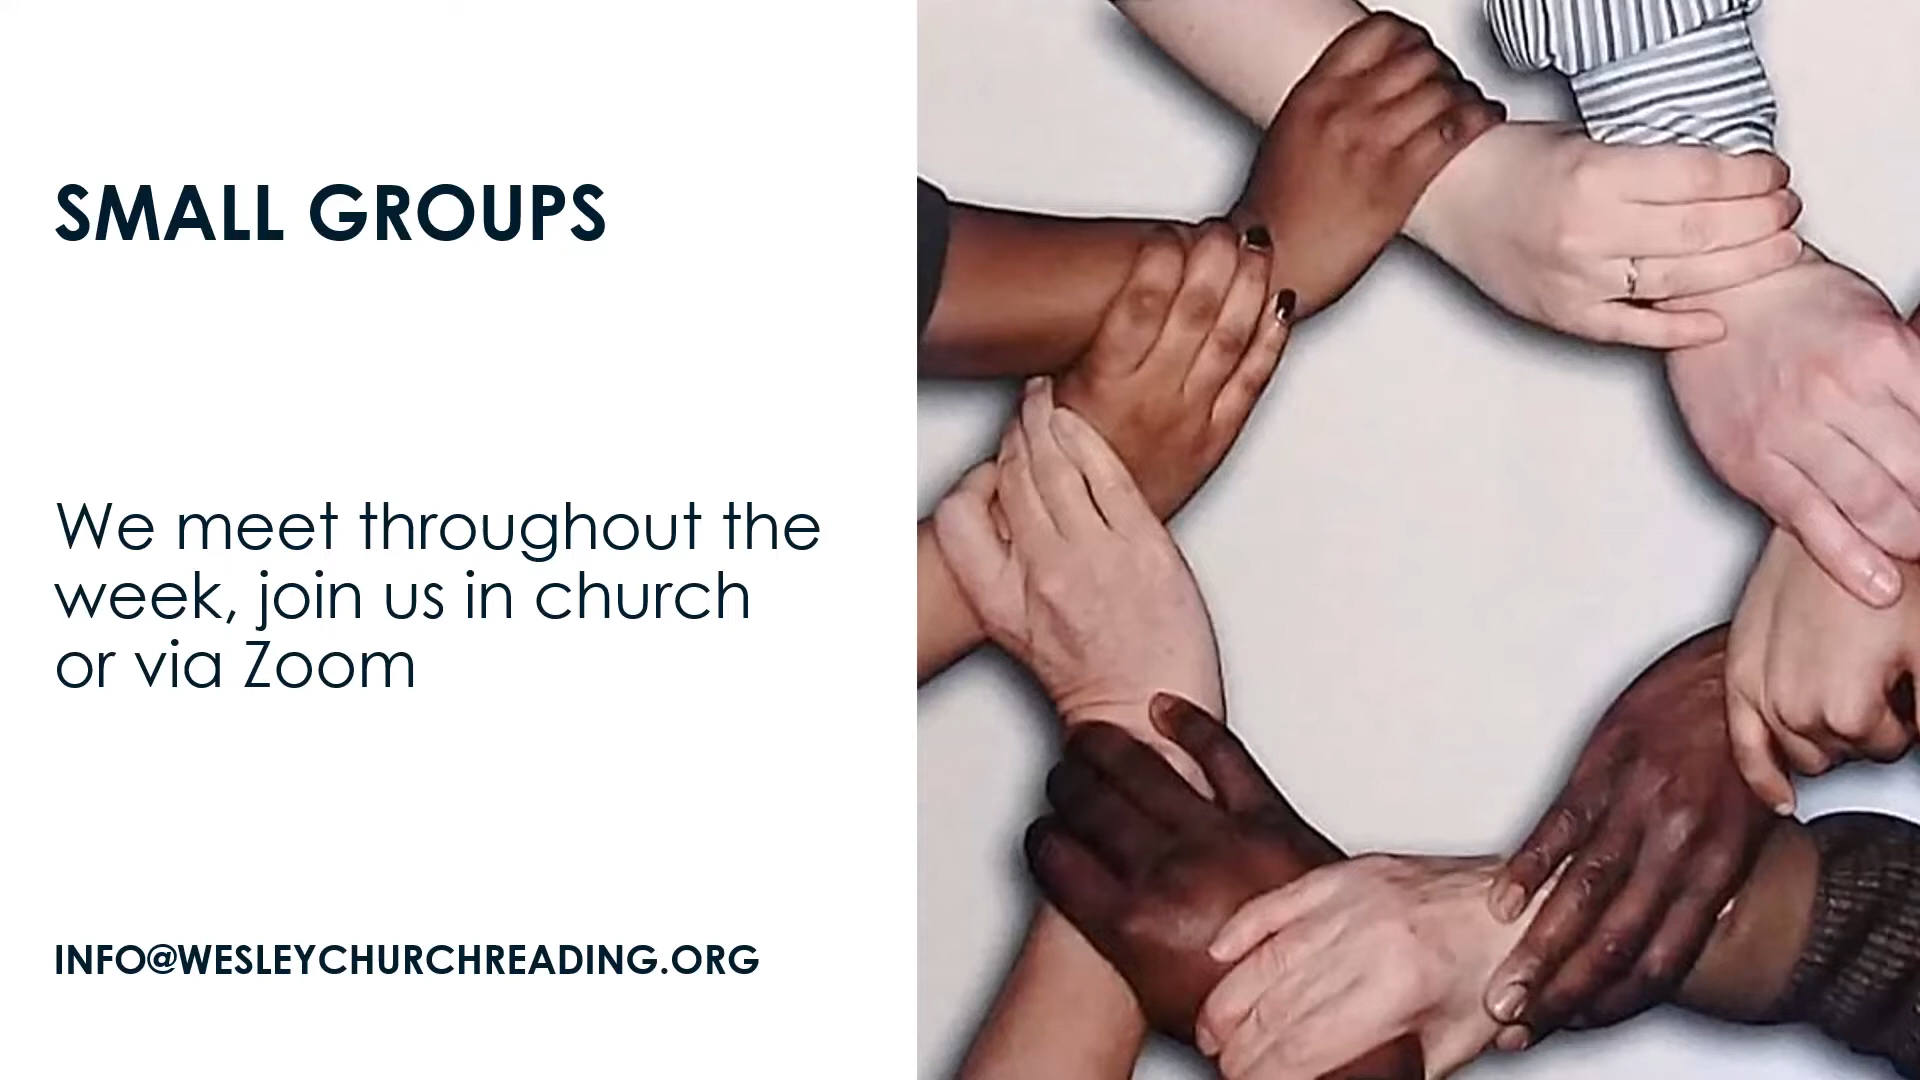 SMALL GROUPS
We meet throughout the
week, join us in church
or via Zoom
INFO@WESLEYCHURCHREADING.ORG